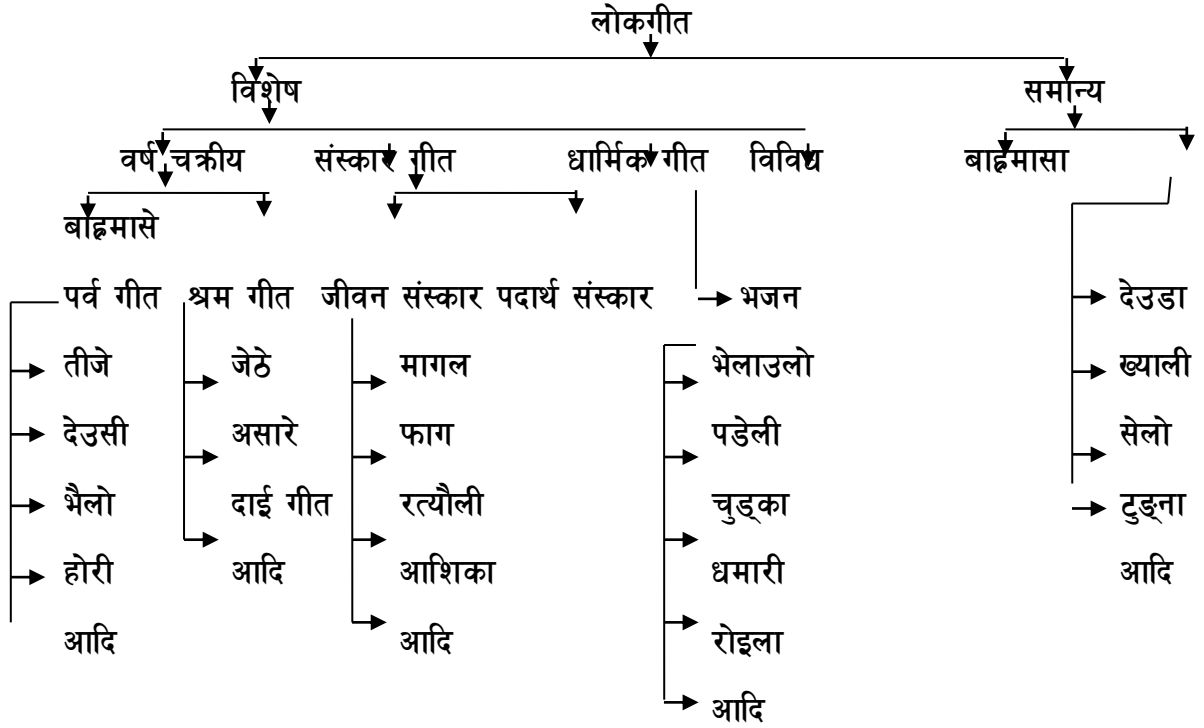 लोकगीत
विशेष समान्य
वर्ष चक्रीय संस्कार गीत धार्मिक गीत विविध बाह्रमासा
बाह्रमासे
पर्व गीत श्रम गीत जीवन संस्कार पदार्थ संस्कार भजन देउडा
तीजे जेठे मागल भेलाउलो ख्याली
देउसी असारे फाग पडेली सेलो
भैलो दाई गीत रत्यौली चुड्का टुङ्ना
होरी आदि आशिका धमारी आदि
आदि आदि रोइला
आदि